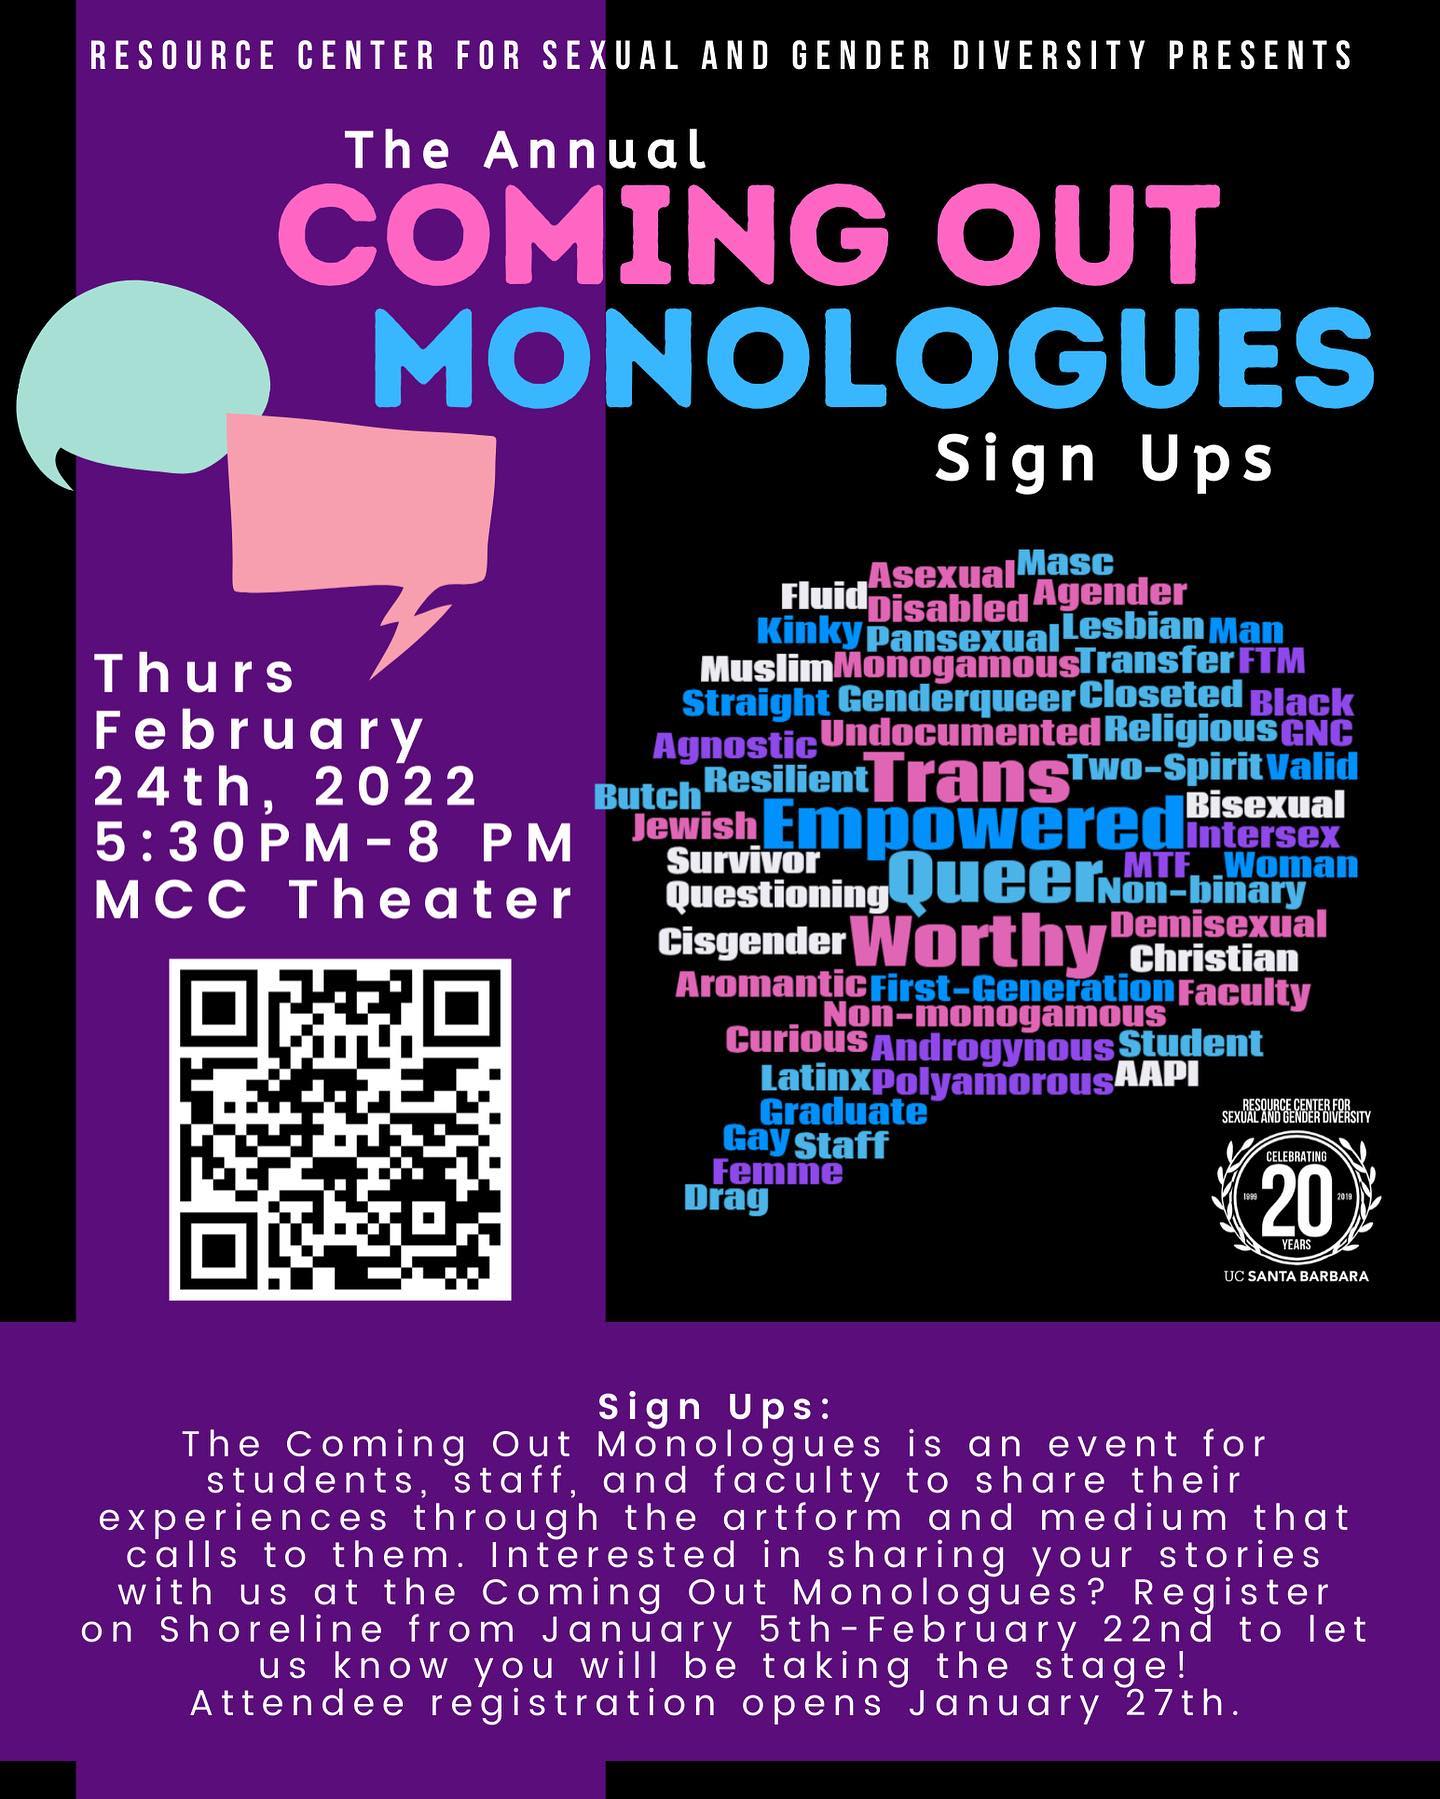 RESOURCE CENTER FOR SEXUAL AND GENDER DIVERSITY PRESENTS
The Annual
COMING OUT
MONOLOGUES
Sign Ups
Thurs
February
24th, 2022
5:30PM-8 PM
MCC Theater
Masc
Asexual
Fluid
Disabled
Agender
Kinky
Pansexual
Lesbian
Man
Muslim
Monogamous
Transfer
FTM
Straight
Genderqueer
Closeted
Black
Agnostic
Undocumented
Religious
GNC
Butch
Resilient
Trans
Two-Spirit
Valid
Jewish
Empowered
Bisexual
Intersex
Survivor
Queer
MTF
Woman
Questioning
Non-binary
Cisgender
Worthy
Demisexual
Christian
Aromantic
First-Generation
Faculty
Non-monogamous
Curious
Androgynous
Student
Latinx
Polyamorous
AAPI
Graduate
Gay
Staff
Femme
Drag
RESOURCE CENTER FOR
SEXUAL AND GENDER DIVERSITY
CELEBRATING
1999 20 2019
YEARS
UC SANTA BARBARA
Sign Ups:
The Coming Out Monologues is an event for
students, staff, and faculty to share their
experiences through the artform and medium that
calls to them. Interested in sharing your stories
with us at the Coming Out Monologues? Register
on Shoreline from January 5th-February 22nd to let
us know you will be taking the stage!
Attendee registration opens January 27th.